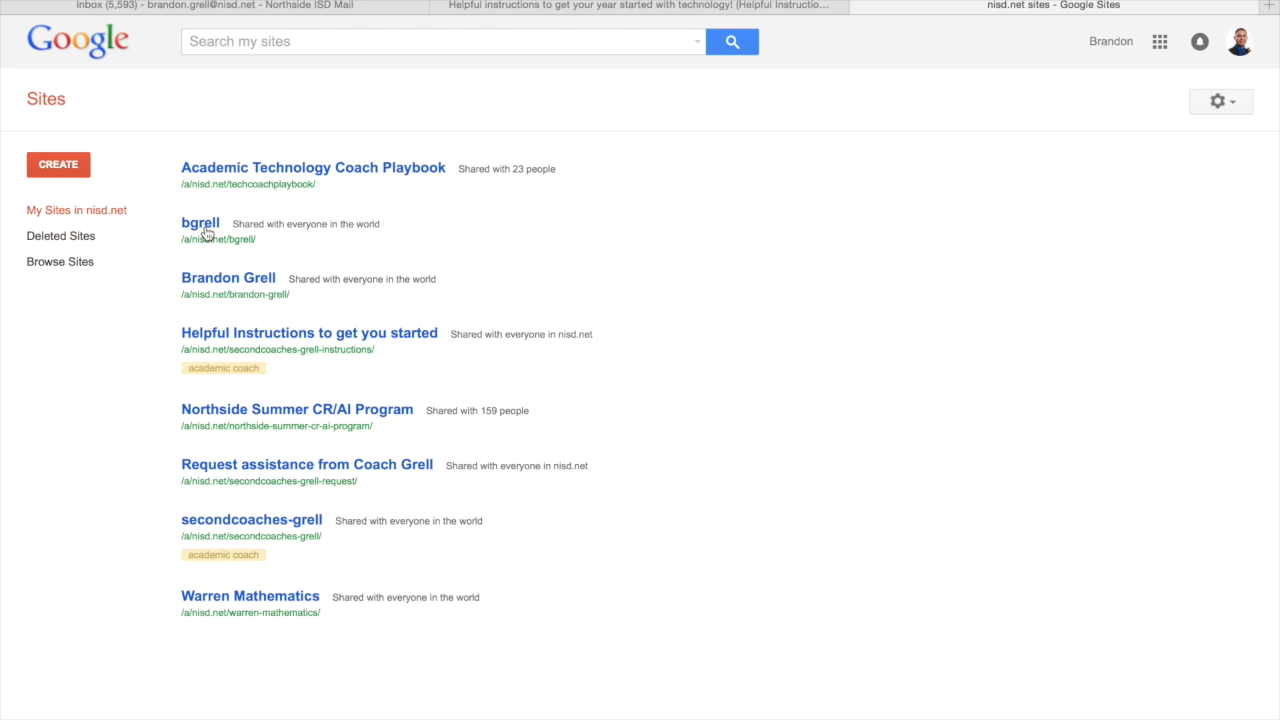 Inbox (5,593) - brandon.grell@nisd.net - Northside ISD Mail
Helpful instructions to get your year started with technology! (Helpful Instructio...
nisd.net sites - Google Sites
Google
Search my sites
Brandon
Sites
CREATE
My Sites in nisd.net
Deleted Sites
Browse Sites
Academic Technology Coach Playbook Shared with 23 people
/a/nisd.net/techcoachplaybook/
bgrell Shared with everyone in the world
/a/nisd.net/bgrell/
Brandon Grell Shared with everyone in the world
/a/nisd.net/brandon-grell/
Helpful Instructions to get you started Shared with everyone in nisd.net
/a/nisd.net/secondcoaches-grell-instructions/
academic coach
Northside Summer CR/AI Program Shared with 159 people
/a/nisd.net/northside-summer-cr-ai-program/
Request assistance from Coach Grell Shared with everyone in nisd.net
/a/nisd.net/secondcoaches-grell-request/
secondcoaches-grell Shared with everyone in the world
/a/nisd.net/secondcoaches-grell/
academic coach
Warren Mathematics Shared with everyone in the world
/a/nisd.net/warren-mathematics/